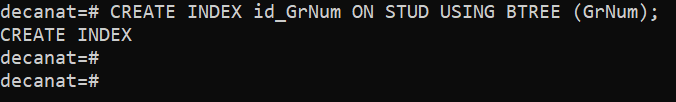 decanat=# CREATE INDEX id_GrNum ON STUD USING BTREE (GrNum);
CREATE INDEX
decanat=#
decanat=#